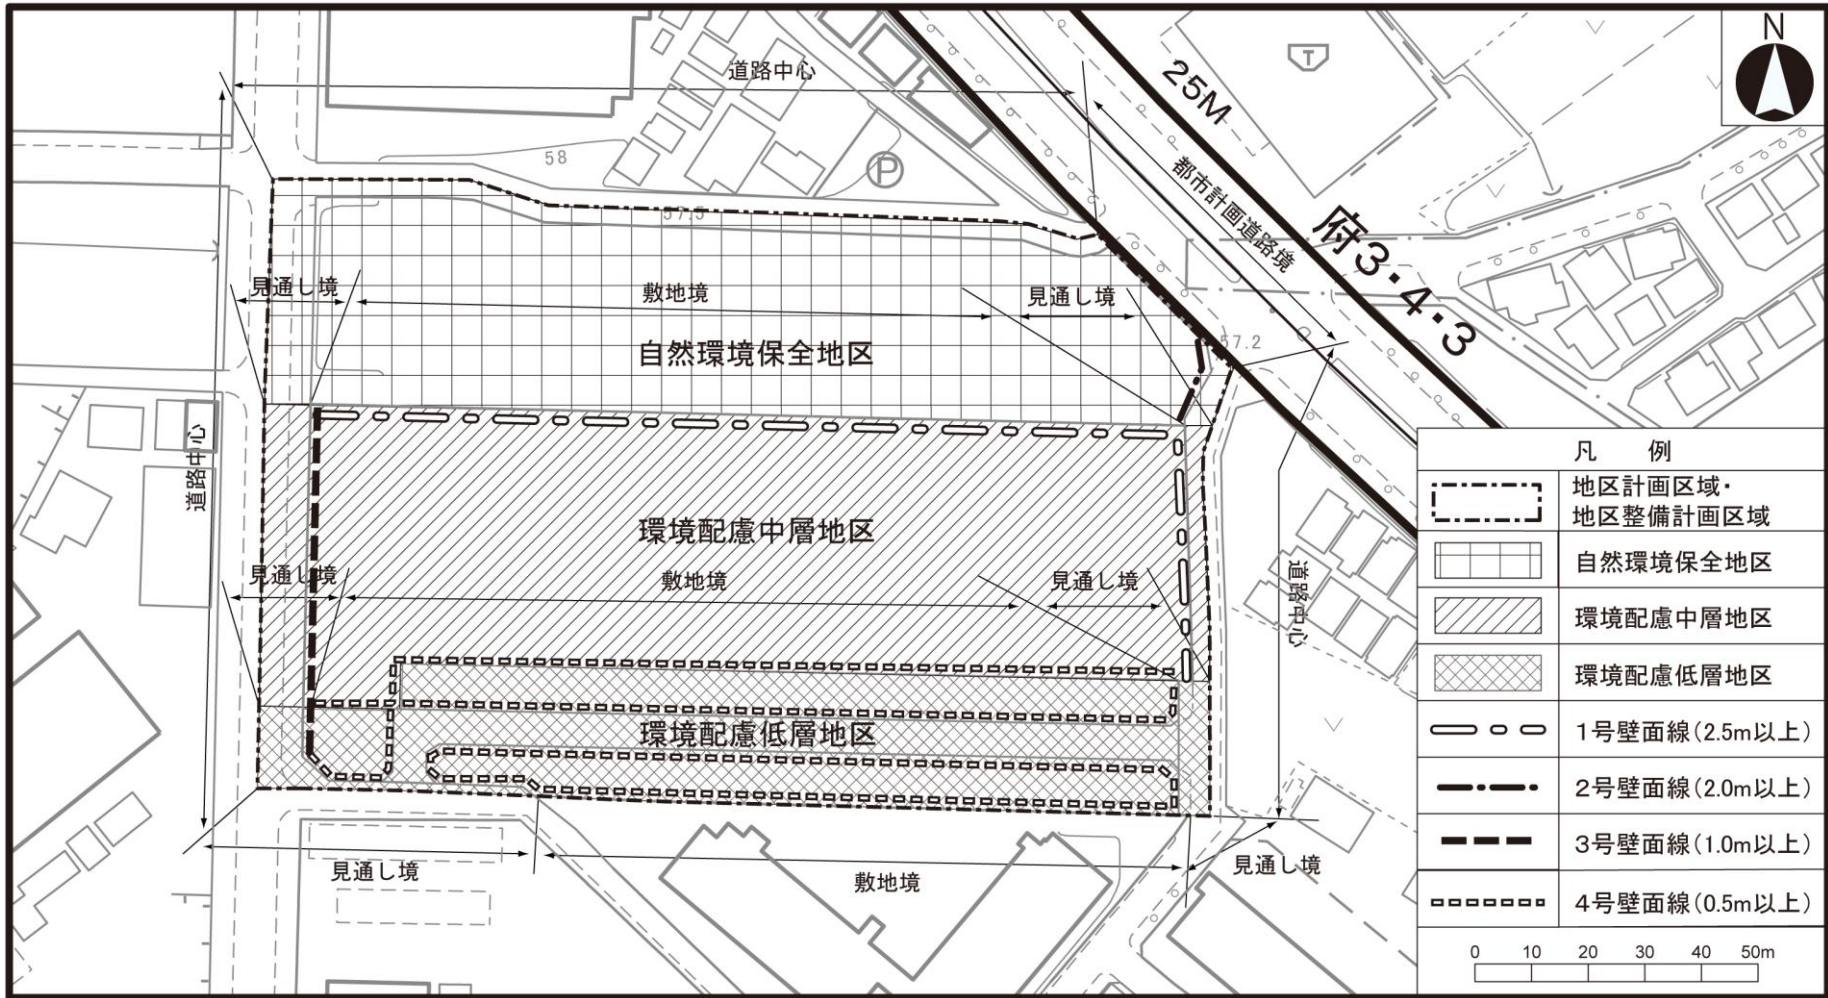 N
道路中心
T
25M
58
P
都市計画道路境
府3・4・3
57.5
見通し境
敷地境
見通し境
57.2
自然環境保全地区
道路中心
環境配慮中層地区
見通し境
敷地境
見通し境
道路中心
環境配慮低層地区
見通し境
敷地境
見通し境
凡　例
地区計画区域・
地区整備計画区域
自然環境保全地区
環境配慮中層地区
環境配慮低層地区
1号壁面線(2.5m以上)
2号壁面線(2.0m以上)
3号壁面線(1.0m以上)
4号壁面線(0.5m以上)
0 10 20 30 40 50m